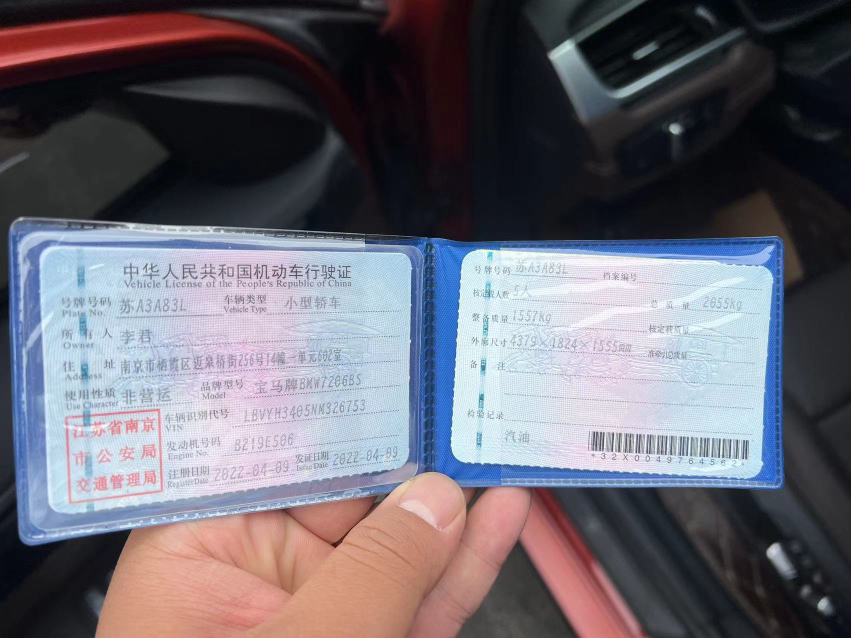 中华人民共和国机动车行驶证
Vehicle License of the People's Republic of China
号牌号码 苏A3A83L 车辆类型 小型轿车
Plate No. Vehicle Type
所有人 李君
Owner
住址 南京市栖霞区迈皋桥街256号14幢一单元602室
Address
使用性质 非营运 品牌型号 宝马牌BMW7206BS
Use Character Model
江苏省南京
市公安局
交通管理局
车辆识别代号 LBVYH3405NM326753
VIN
发动机号码 B219E506
Engine No.
注册日期 2022-04-09 发证日期 2022-04-09
Register Date Issue Date
号牌号码 苏A3A83L 档案编号
核定载人数 5人 总质量 2055kg
整备质量 1557kg 核定载质量
外廓尺寸 4379×1824×1555mm 准牵引总质量
备注
检验记录
汽油
*32X0049764562*